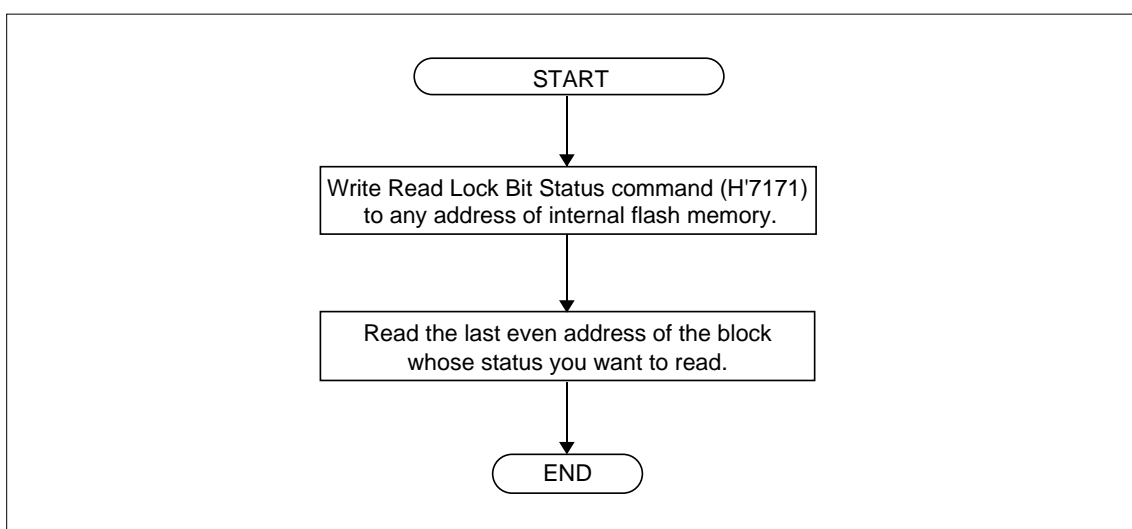 START
Write Read Lock Bit Status command (H'7171)
to any address of internal flash memory.
Read the last even address of the block
whose status you want to read.
END